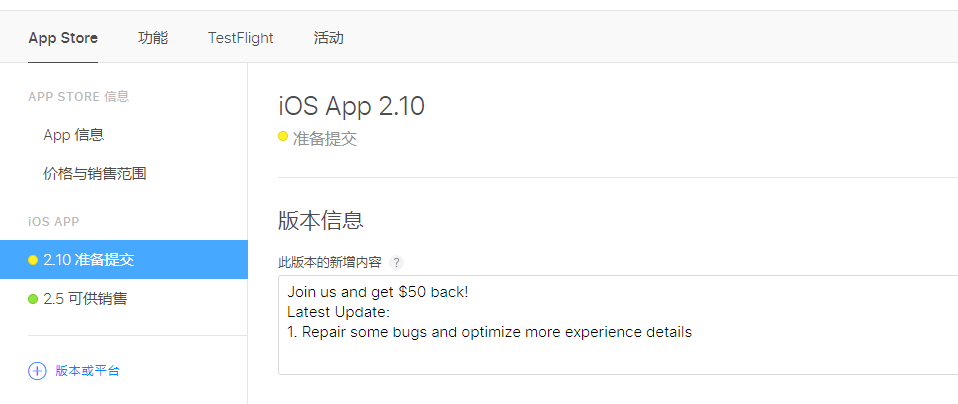 App Store 功能 TestFlight 活动
APP STORE 信息
App 信息
价格与销售范围
iOS APP
2.10 准备提交
2.5 可供销售
版本或平台
iOS App 2.10
准备提交
版本信息
此版本的新增内容 ?
Join us and get $50 back!
Latest Update:
1. Repair some bugs and optimize more experience details